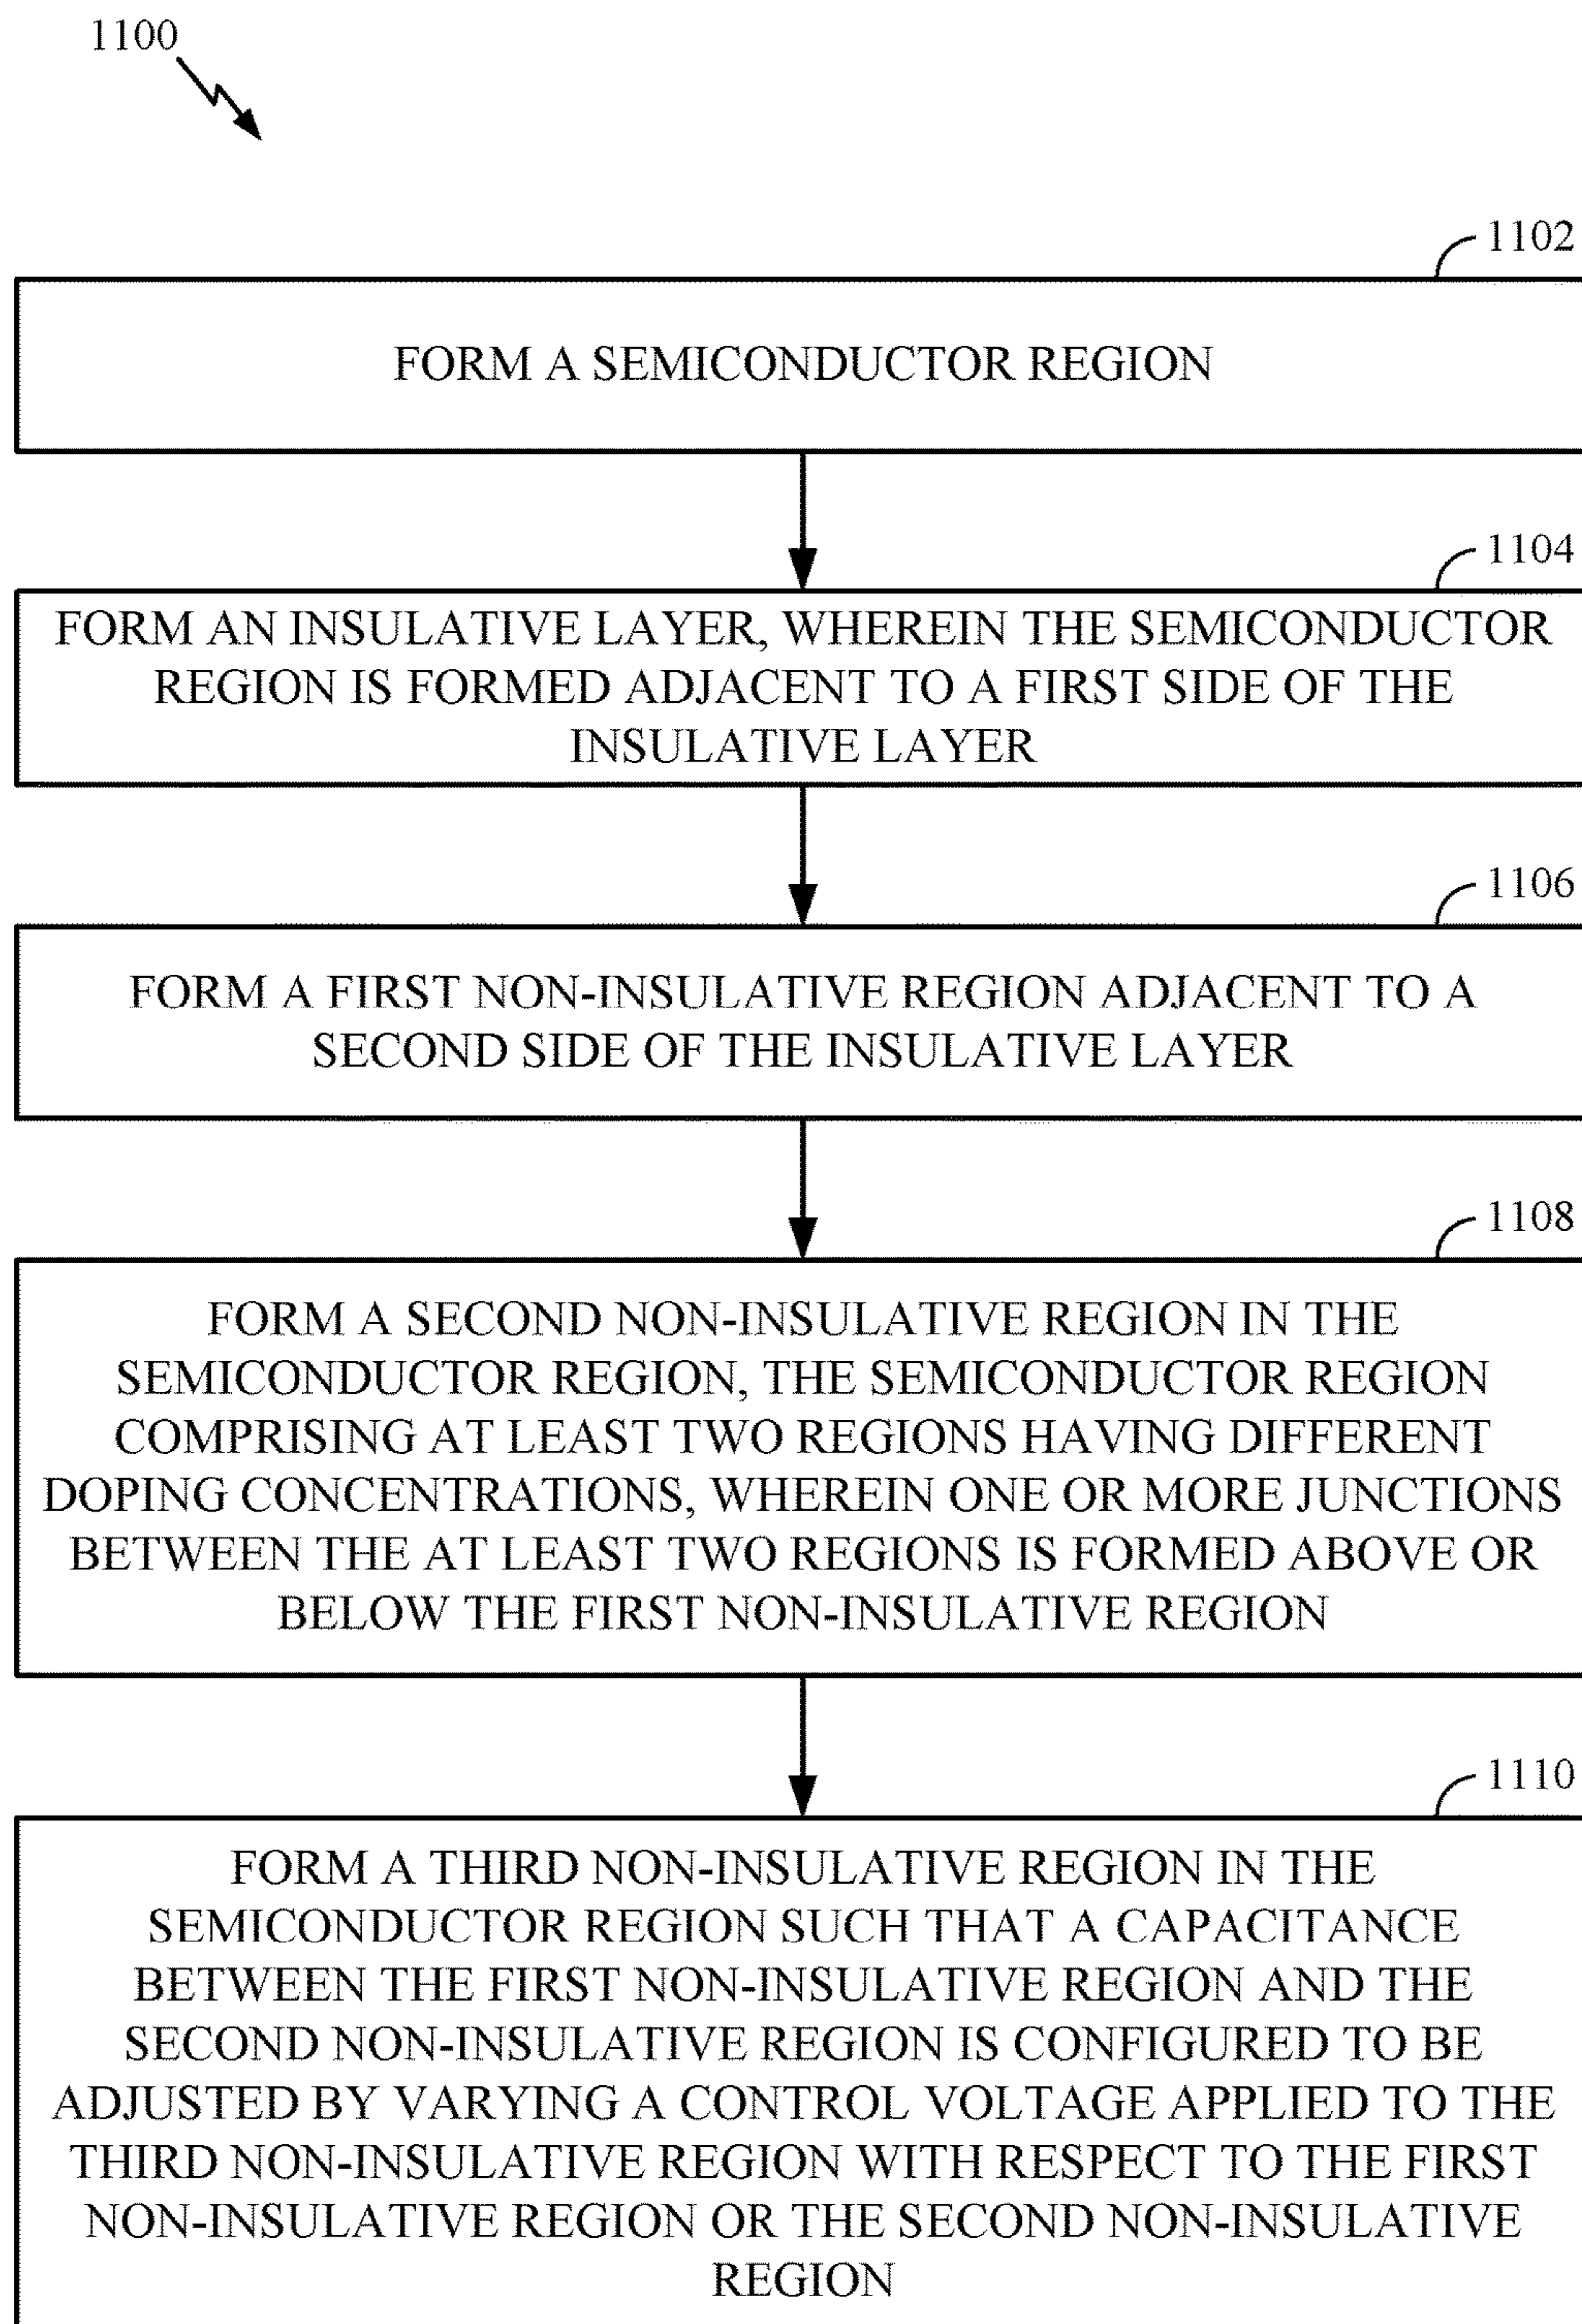 1100
1102
FORM A SEMICONDUCTOR REGION
1104
FORM AN INSULATIVE LAYER, WHEREIN THE SEMICONDUCTOR
REGION IS FORMED ADJACENT TO A FIRST SIDE OF THE
INSULATIVE LAYER
1106
FORM A FIRST NON-INSULATIVE REGION ADJACENT TO A
SECOND SIDE OF THE INSULATIVE LAYER
1108
FORM A SECOND NON-INSULATIVE REGION IN THE
SEMICONDUCTOR REGION, THE SEMICONDUCTOR REGION
COMPRISING AT LEAST TWO REGIONS HAVING DIFFERENT
DOPING CONCENTRATIONS, WHEREIN ONE OR MORE JUNCTIONS
BETWEEN THE AT LEAST TWO REGIONS IS FORMED ABOVE OR
BELOW THE FIRST NON-INSULATIVE REGION
1110
FORM A THIRD NON-INSULATIVE REGION IN THE
SEMICONDUCTOR REGION SUCH THAT A CAPACITANCE
BETWEEN THE FIRST NON-INSULATIVE REGION AND THE
SECOND NON-INSULATIVE REGION IS CONFIGURED TO BE
ADJUSTED BY VARYING A CONTROL VOLTAGE APPLIED TO THE
THIRD NON-INSULATIVE REGION WITH RESPECT TO THE FIRST
NON-INSULATIVE REGION OR THE SECOND NON-INSULATIVE
REGION